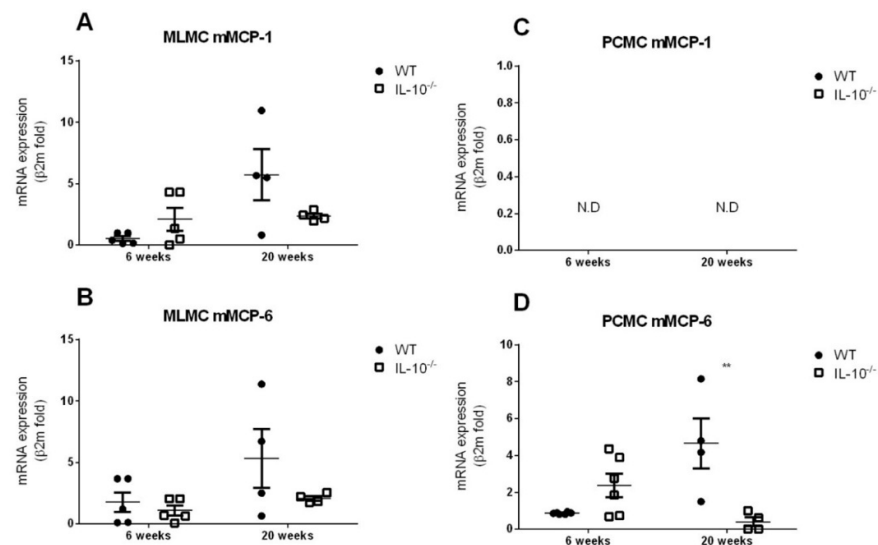 A
MLMC mMCP-1
mRNA expression
(β2m fold)
15
10
5
0
6 weeks
20 weeks
WT
IL-10-/-
C
PCMC mMCP-1
mRNA expression
(β2m fold)
1.0
0.8
0.6
0.4
0.2
0.0
N.D
N.D
6 weeks
20 weeks
WT
IL-10-/-
B
MLMC mMCP-6
mRNA expression
(β2m fold)
15
10
5
0
6 weeks
20 weeks
WT
IL-10-/-
D
PCMC mMCP-6
mRNA expression
(β2m fold)
10
8
6
4
2
0
**
6 weeks
20 weeks
WT
IL-10-/-